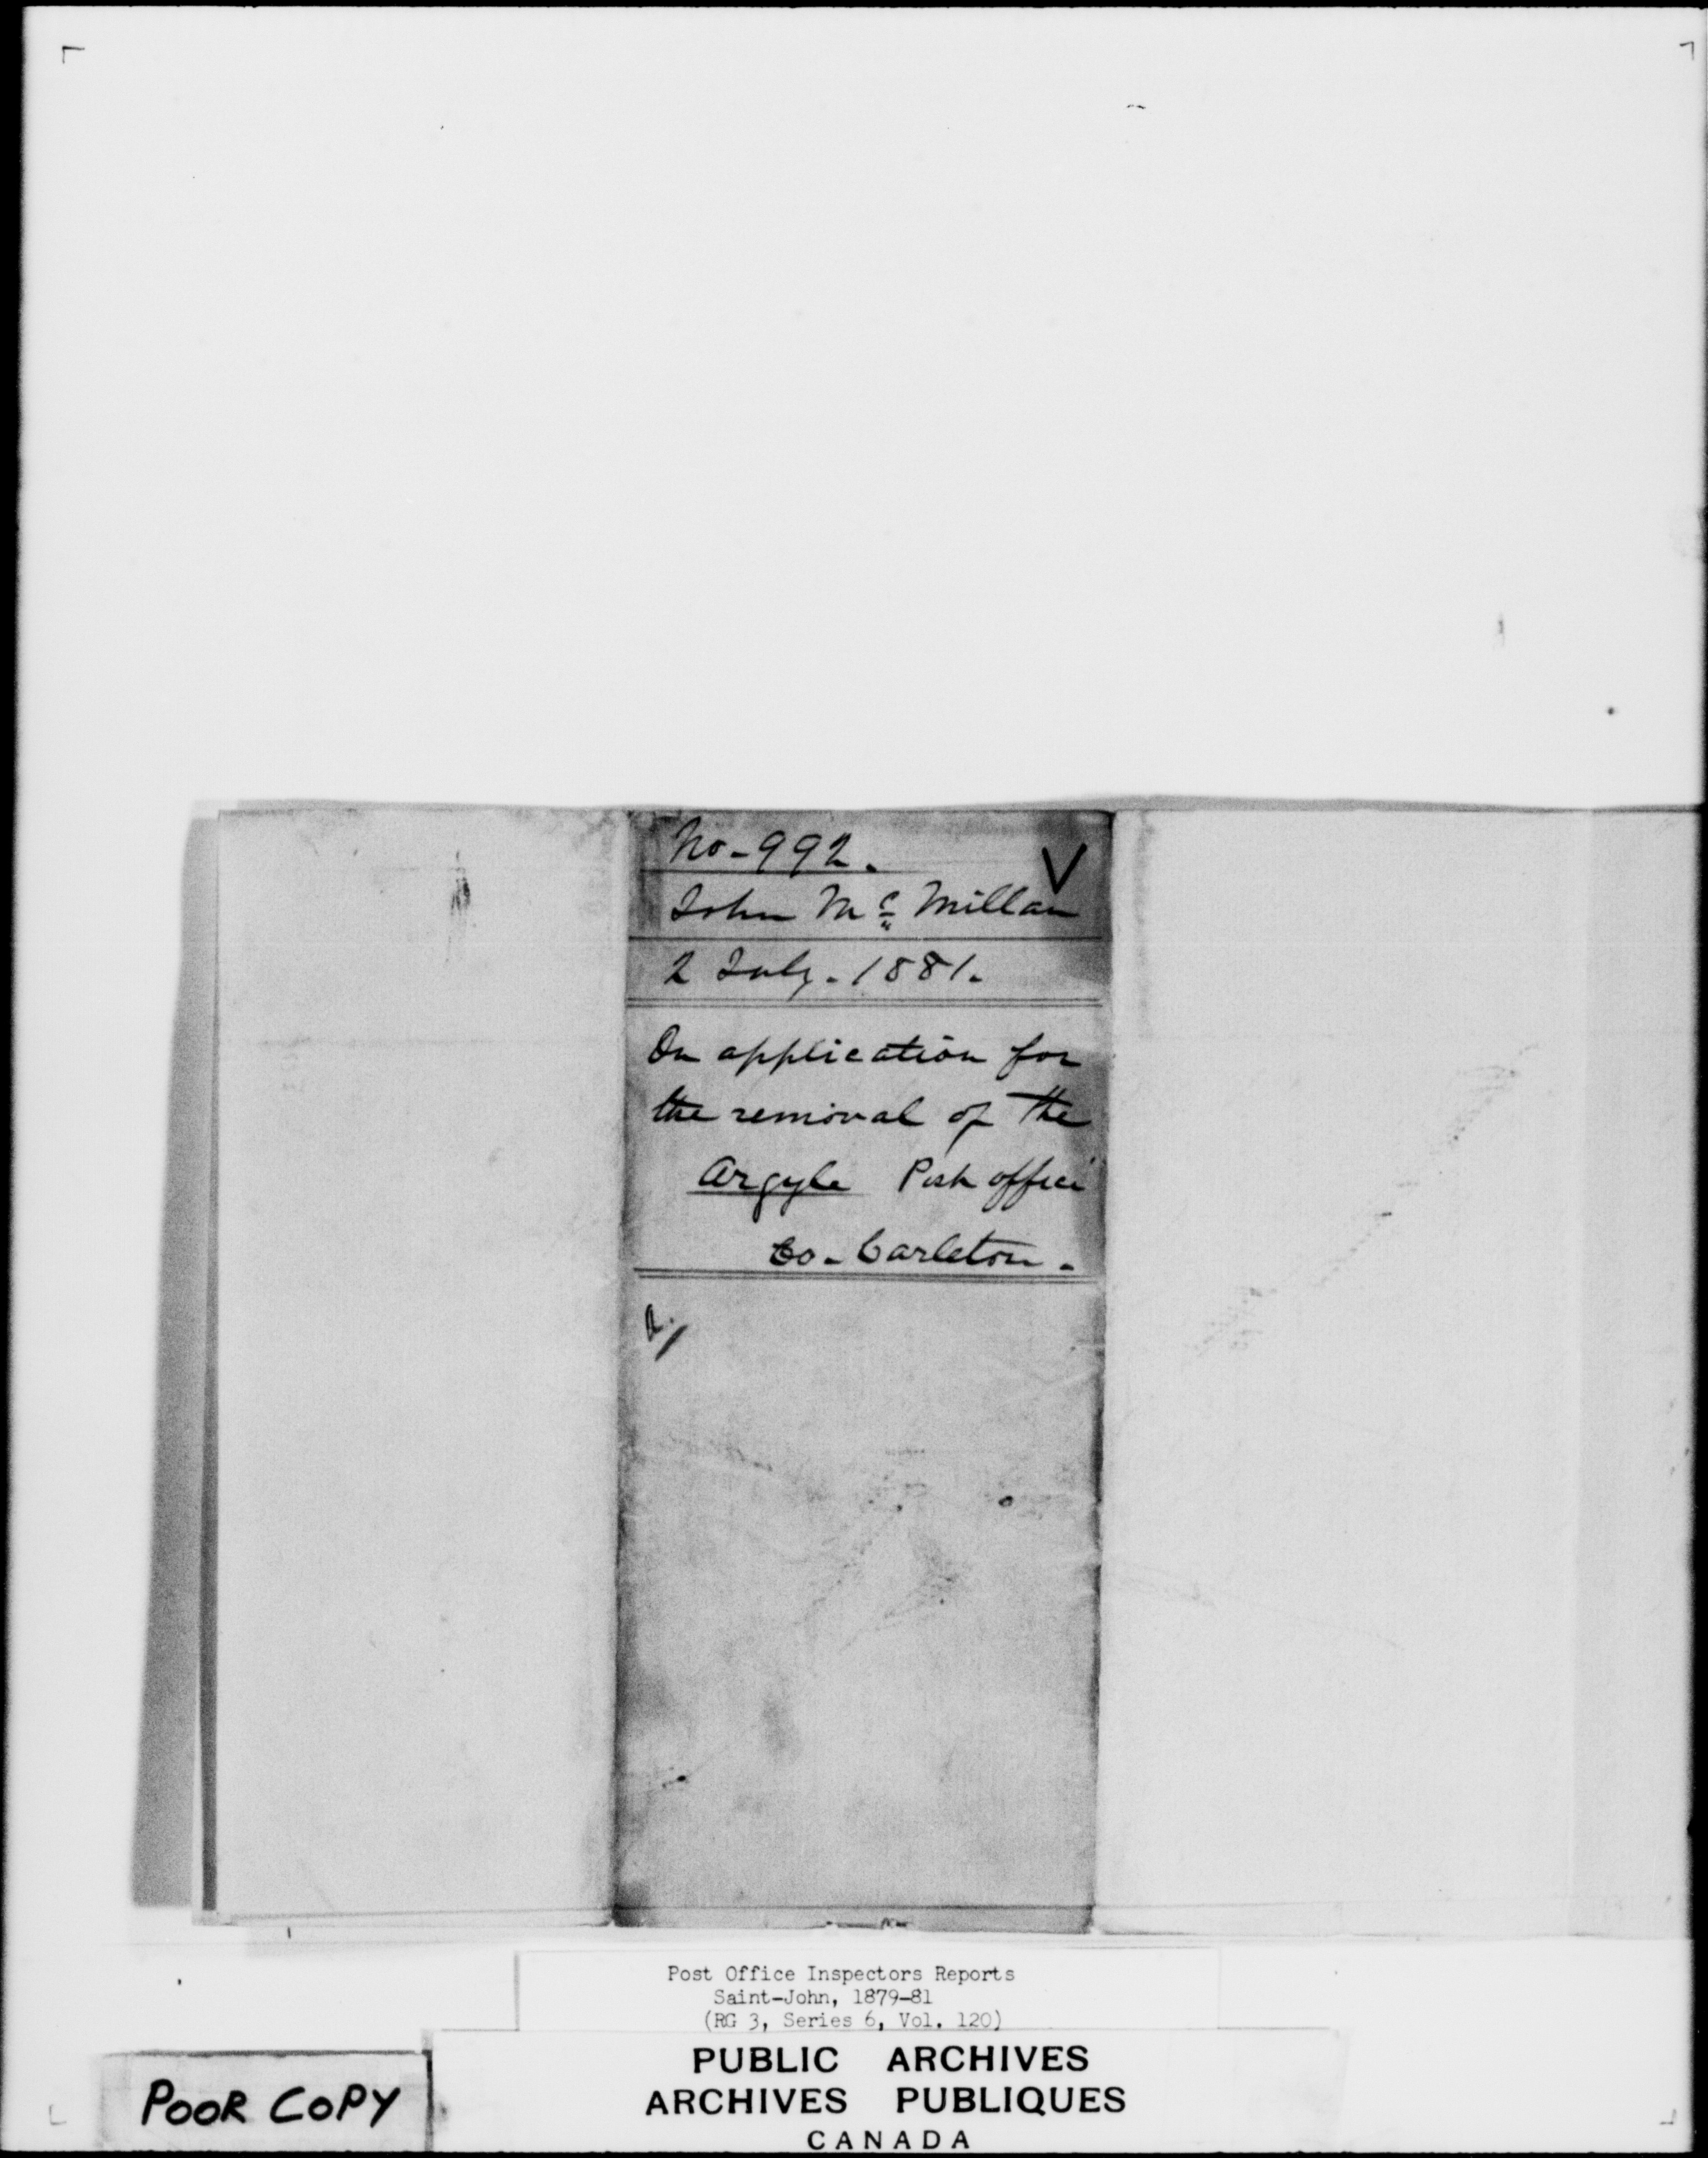 No. 992.
John Mc Millan
2 July. 1881.
On application for
the removal of the
Argyle Post office
Co. Carleton.
Post Office Inspectors Reports
Saint-John, 1879-81
(RG 3, Series 6, Vol. 120)
PUBLIC ARCHIVES
ARCHIVES PUBLIQUES
CANADA
POOR COPY